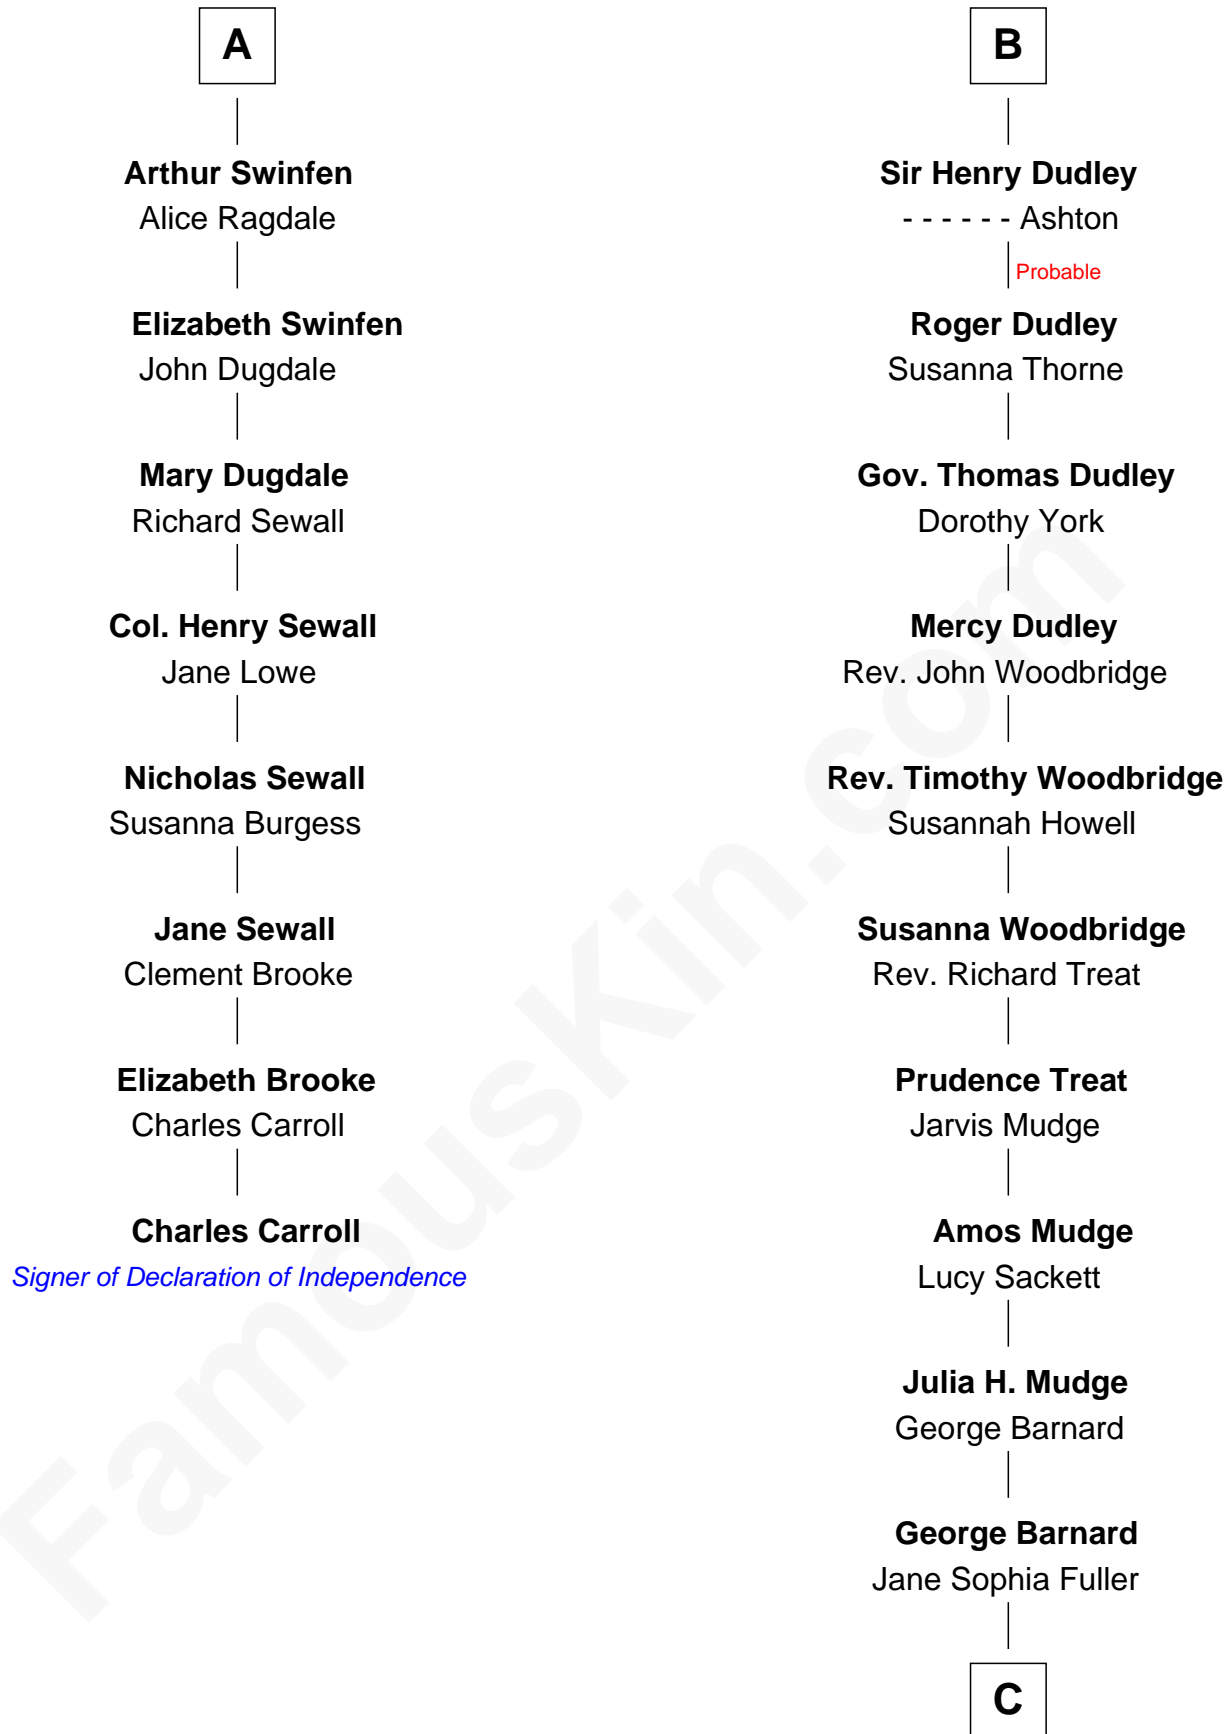 A
Arthur Swinfen
Alice Ragdale
Elizabeth Swinfen
John Dugdale
Mary Dugdale
Richard Sewall
Col. Henry Sewall
Jane Lowe
Nicholas Sewall
Susanna Burgess
Jane Sewall
Clement Brooke
Elizabeth Brooke
Charles Carroll
Charles Carroll
Signer of Declaration of Independence
B
Sir Henry Dudley
- - - - - - Ashton
Probable
Roger Dudley
Susanna Thorne
Gov. Thomas Dudley
Dorothy York
Mercy Dudley
Rev. John Woodbridge
Rev. Timothy Woodbridge
Susannah Howell
Susanna Woodbridge
Rev. Richard Treat
Prudence Treat
Jarvis Mudge
Amos Mudge
Lucy Sackett
Julia H. Mudge
George Barnard
George Barnard
Jane Sophia Fuller
C
FamousKin.com